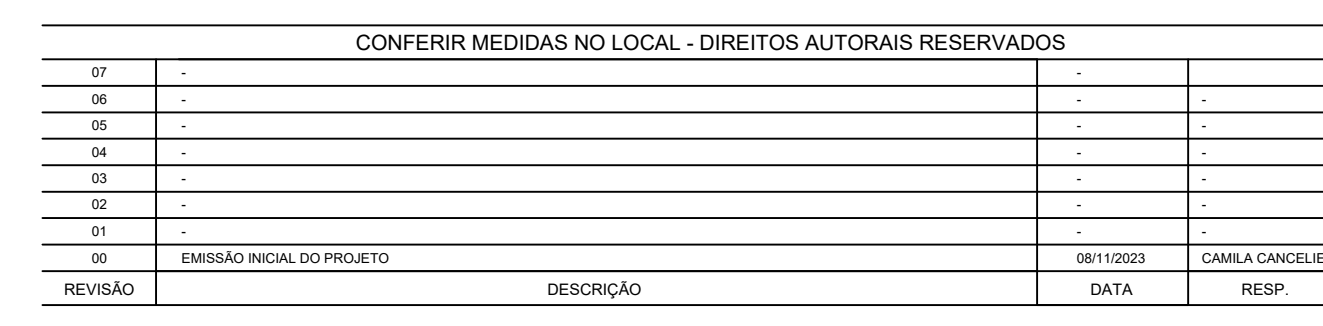 CONFERIR MEDIDAS NO LOCAL - DIREITOS AUTORAIS RESERVADOS
07 - -
06 - - -
05 - - -
04 - - -
03 - - -
02 - - -
01 - - -
00 EMISSÃO INICIAL DO PROJETO 08/11/2023 CAMILA
REVISÃO DESCRIÇÃO DATA RESP.